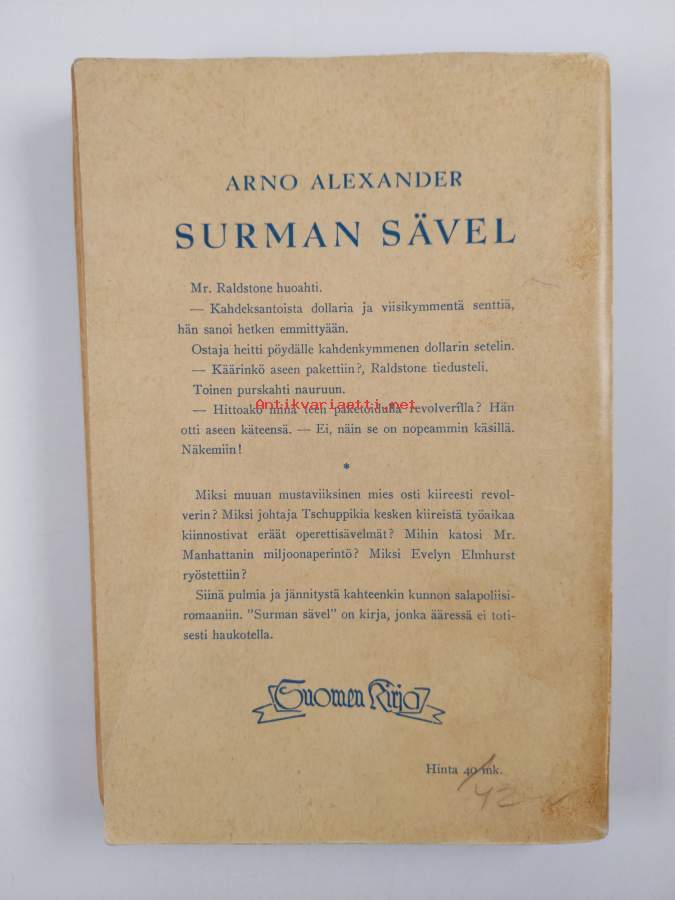 ARNO ALEXANDER
SURMAN SÄVEL
Mr. Raldstone huoahti.
— Kahdeksantoista dollaria ja viisikymmentä senttiä,
hän sanoi hetken emmittyään.
Ostaja heitti pöydälle kahdenkymmenen dollarin setelin.
— Käärinkö aseen pakettiin?, Raldstone tiedusteli.
Toinen purskahti nauruun.
Antikvariaatti.net
— Hittoako minä teen paketoidulla revolverilla? Hän
otti aseen käteensä. — Ei, näin se on nopeammin käsillä.
Näkemiin!
*
Miksi muuan mustaviiksinen mies osti kiireesti revol-
verin? Miksi johtaja Tschuppikia kesken kiireistä työaikaa
kiinnostivat eräät operettisävelmät? Mihin katosi Mr.
Manhattanin miljoonaperintö? Miksi Evelyn Elmhurst
ryöstettiin?
Siinä pulmia ja jännitystä kahteenkin kunnon salapoliisi-
romaaniin. "Surman sävel" on kirja, jonka ääressä ei toti-
sesti haukotella.
Suomen Kirja
Hinta 40 mk.
42